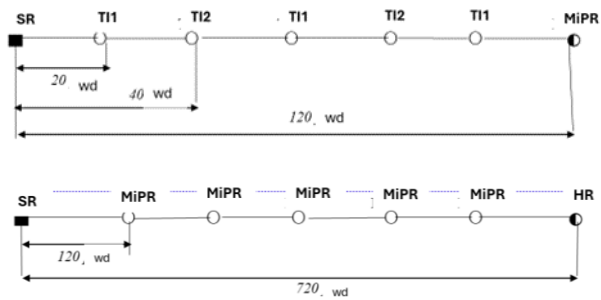 SR TI1 TI2 TI1 TI2 TI1 MiPR
20. wd
40 wd
120. wd
SR MiPR MiPR MiPR MiPR MiPR HR
120. wd
720. wd